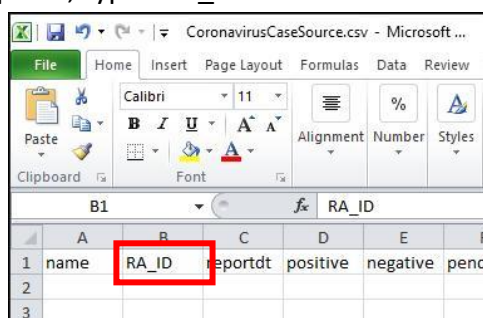 CoronavirusCaseSource.csv - Microsoft ...
File Home Insert Page Layout Formulas Data Review
Paste
Calibri 11
B I U A A
Alignment
%
Number
Styles
Clipboard Font
B1 fx RA_ID
A B C D E
1 name RA_ID reportdt positive negative
2
3